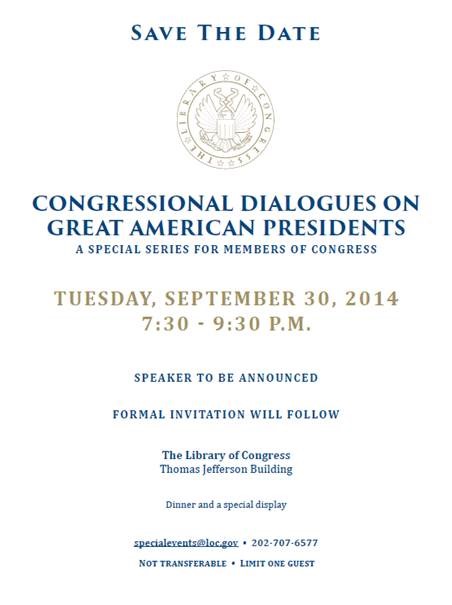 SAVE THE DATE
THE LIBRARY OF CONGRESS
CONGRESSIONAL DIALOGUES ON
GREAT AMERICAN PRESIDENTS
A SPECIAL SERIES FOR MEMBERS OF CONGRESS
TUESDAY, SEPTEMBER 30, 2014
7:30 - 9:30 P.M.
SPEAKER TO BE ANNOUNCED
FORMAL INVITATION WILL FOLLOW
The Library of Congress
Thomas Jefferson Building
Dinner and a special display
specialevents@loc.gov • 202-707-6577
NOT TRANSFERABLE • LIMIT ONE GUEST